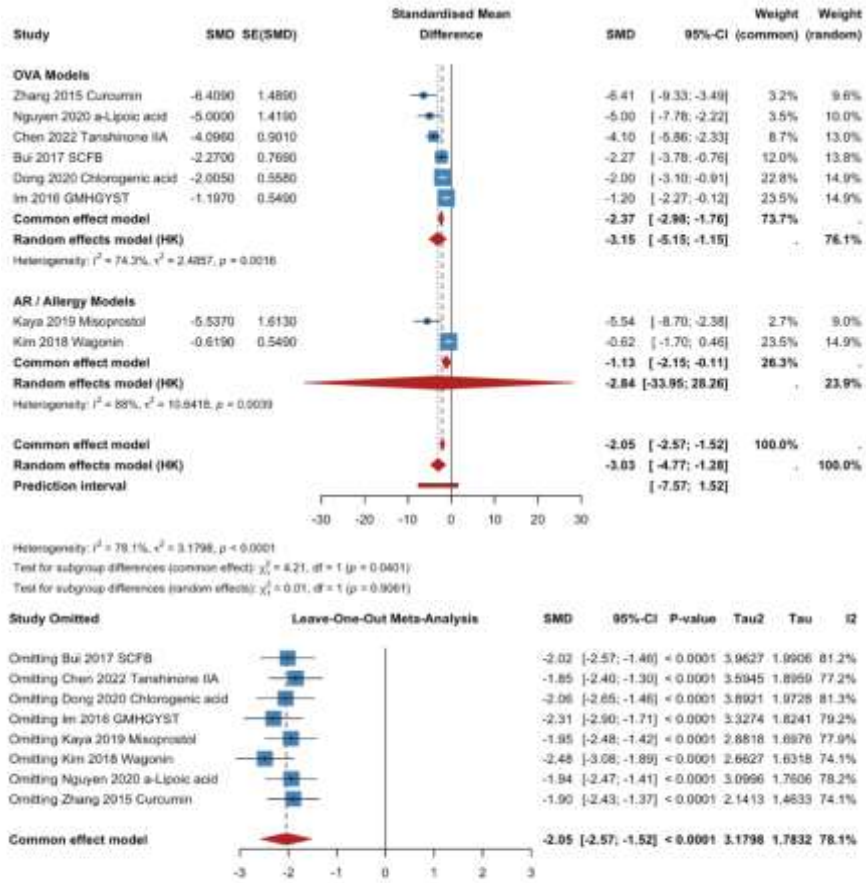 Standardised Mean Weight Weight
Study SMD SE(SMD) Difference SMD 95%-CI (common) (random)
OVA Models
Zhang 2015 Curcumin -6.4090 1.4890 -6.41 [ -9.33; -3.49] 3.2% 9.6%
Nguyen 2020 a-Lipoic acid -5.0000 1.4190 -5.00 [ -7.78; -2.22] 3.5% 10.0%
Chen 2022 Tanshinone IIA -4.0960 0.9010 -4.10 [ -5.86; -2.33] 8.7% 13.0%
Bui 2017 SCFB -2.2700 0.7690 -2.27 [ -3.78; -0.76] 12.0% 13.8%
Dong 2020 Chlorogenic acid -2.0050 0.5580 -2.00 [ -3.10; -0.91] 22.8% 14.9%
Im 2016 GMHGYST -1.1970 0.5490 -1.20 [ -2.27; -0.12] 23.5% 14.9%
Common effect model -2.37 [ -2.98; -1.76] 73.7% .
Random effects model (HK) -3.15 [ -5.15; -1.15] . 76.1%
Heterogeneity: I² = 74.3%, τ² = 2.4857, p = 0.0016
AR / Allergy Models
Kaya 2019 Misoprostol -5.5370 1.6130 -5.54 [ -8.70; -2.38] 2.7% 9.0%
Kim 2018 Wagonin -0.6190 0.5490 -0.62 [ -1.70; 0.46] 23.5% 14.9%
Common effect model -1.13 [ -2.15; -0.11] 26.3% .
Random effects model (HK) -2.84 [-33.95; 28.26] . 23.9%
Heterogeneity: I² = 88%, τ² = 10.6418, p = 0.0039
Common effect model -2.05 [ -2.57; -1.52] 100.0% .
Random effects model (HK) -3.03 [ -4.77; -1.28] . 100.0%
Prediction interval [ -7.57; 1.52]
-30 -20 -10 0 10 20 30
Heterogeneity: I² = 78.1%, τ² = 3.1798, p < 0.0001
Test for subgroup differences (common effect): χ₁² = 4.21, df = 1 (p = 0.0401)
Test for subgroup differences (random effects): χ₁² = 0.01, df = 1 (p = 0.9061)
Study Omitted Leave-One-Out Meta-Analysis SMD 95%-CI P-value Tau2 Tau I2
Omitting Bui 2017 SCFB -2.02 [-2.57; -1.46] < 0.0001 3.9627 1.9906 81.2%
Omitting Chen 2022 Tanshinone IIA -1.85 [-2.40; -1.30] < 0.0001 3.5945 1.8959 77.2%
Omitting Dong 2020 Chlorogenic acid -2.06 [-2.65; -1.46] < 0.0001 3.8921 1.9728 81.3%
Omitting Im 2016 GMHGYST -2.31 [-2.90; -1.71] < 0.0001 3.3274 1.8241 79.2%
Omitting Kaya 2019 Misoprostol -1.95 [-2.48; -1.42] < 0.0001 2.8818 1.6976 77.9%
Omitting Kim 2018 Wagonin -2.48 [-3.08; -1.89] < 0.0001 2.6627 1.6318 74.1%
Omitting Nguyen 2020 a-Lipoic acid -1.94 [-2.47; -1.41] < 0.0001 3.0996 1.7606 78.2%
Omitting Zhang 2015 Curcumin -1.90 [-2.43; -1.37] < 0.0001 2.1413 1.4633 74.1%
Common effect model -2.05 [-2.57; -1.52] < 0.0001 3.1798 1.7832 78.1%
-3 -2 -1 0 1 2 3